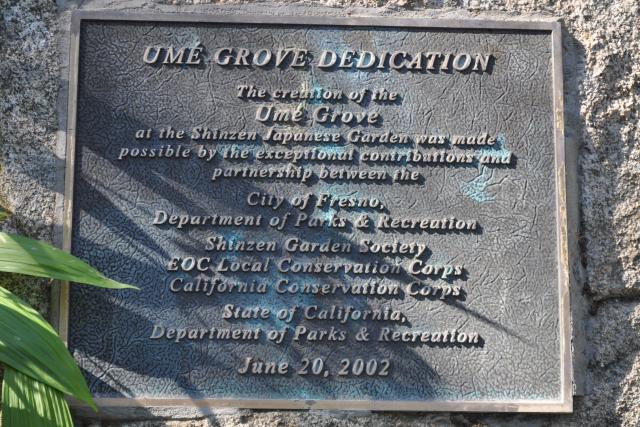 UMÉ GROVE DEDICATION
The creation of the
Umé Grove
at the Shinzen Japanese Garden was made
possible by the exceptional contributions and
partnership between the
City of Fresno,
Department of Parks & Recreation
Shinzen Garden Society
EOC Local Conservation Corps
California Conservation Corps
State of California,
Department of Parks & Recreation
June 20, 2002